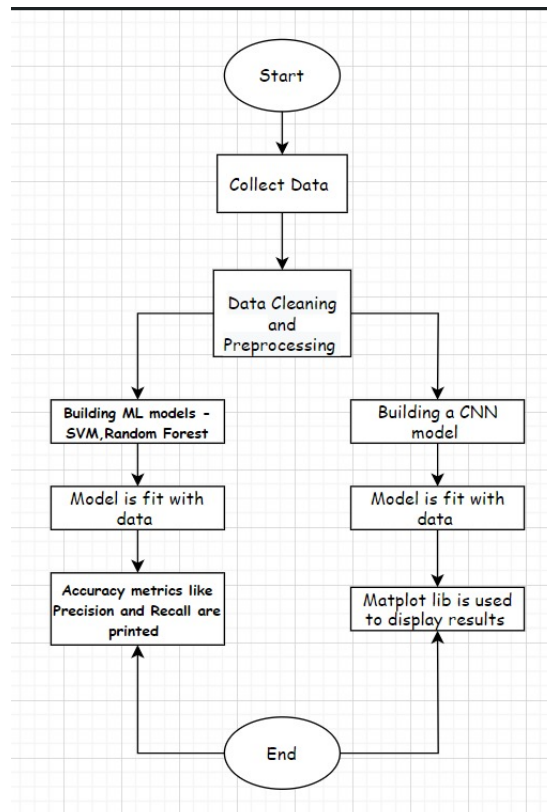 Start
Collect Data
Data Cleaning
and
Preprocessing
Building ML models -
SVM,Random Forest
Building a CNN
model
Model is fit with
data
Model is fit with
data
Accuracy metrics like
Precision and Recall are
printed
Matplot lib is used
to display results
End